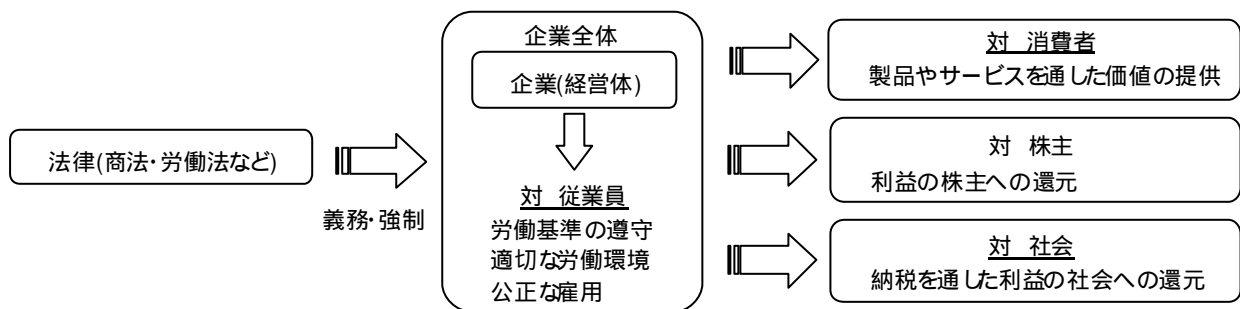 法律(商法・労働法など)
義務・強制
企業全体
企業(経営体)
対 従業員
労働基準の遵守
適切な労働環境
公正な雇用
対 消費者
製品やサービスを通した価値の提供
対 株主
利益の株主への還元
対 社会
納税を通した利益の社会への還元